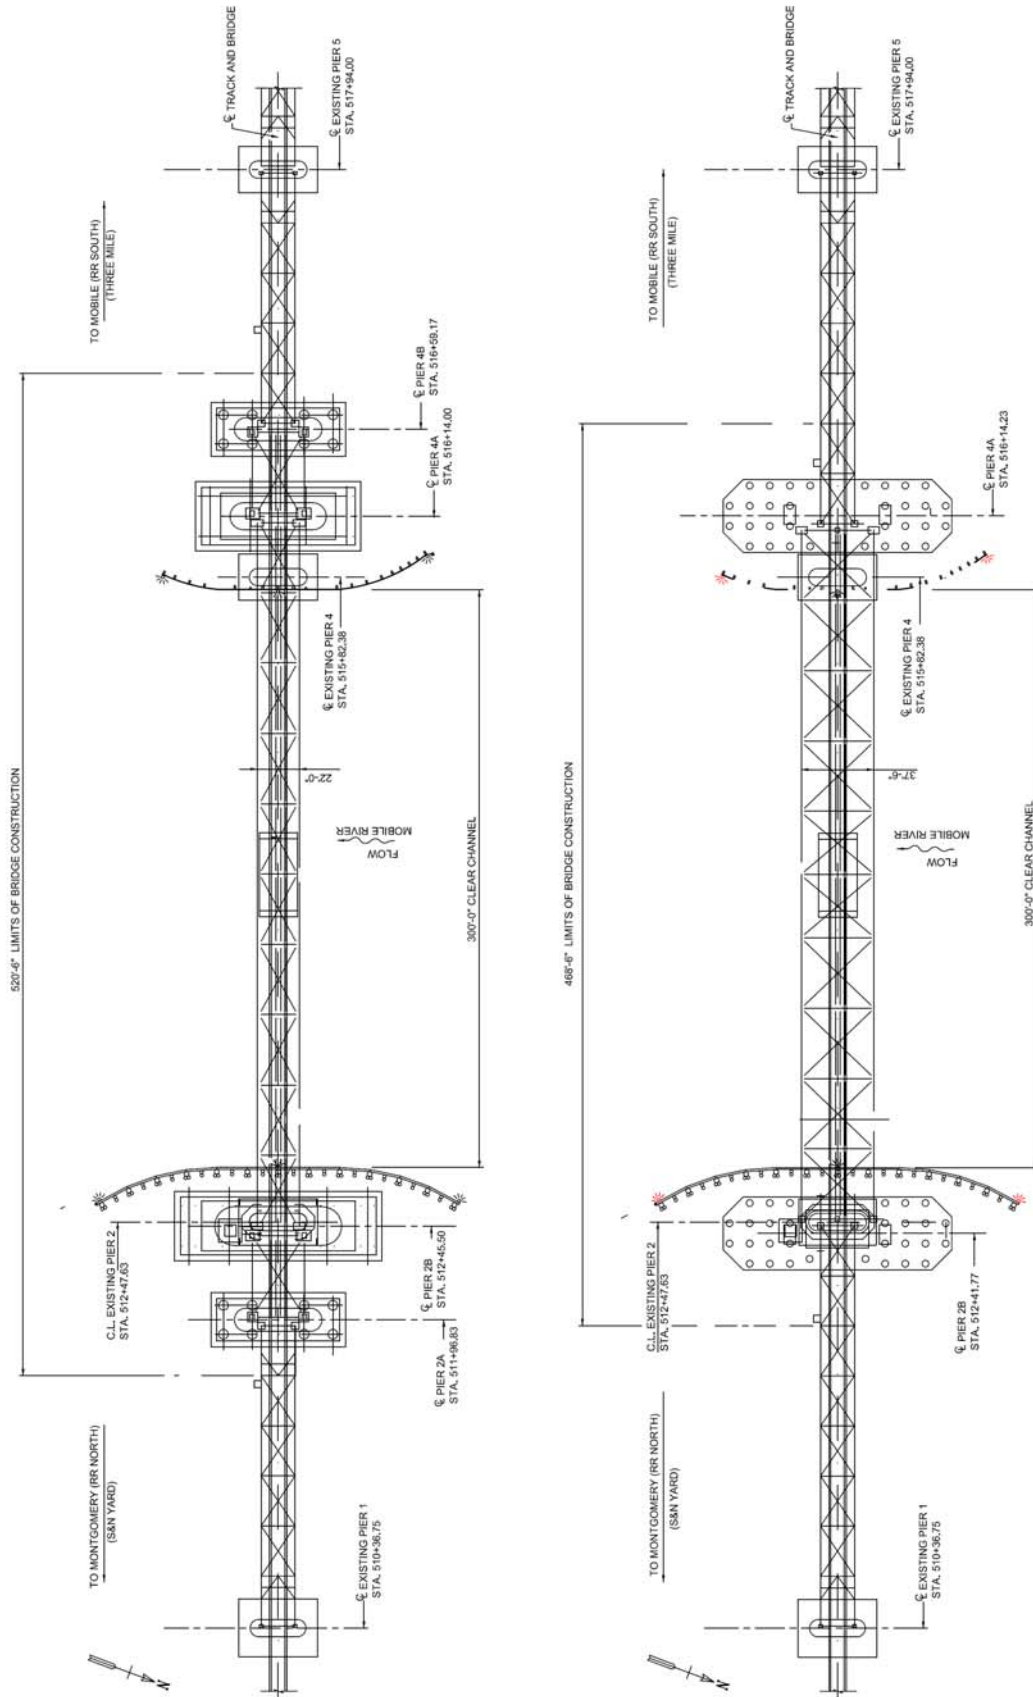 TO MOBILE (RR SOUTH)
(THREE MILE)
℄ TRACK AND BRIDGE
℄ EXISTING PIER 5
STA. 517+94.00
℄ PIER 4B
STA. 516+59.17
℄ PIER 4A
STA. 516+14.00
℄ EXISTING PIER 4
STA. 515+82.38
520'-6" LIMITS OF BRIDGE CONSTRUCTION
22'-0"
FLOW
MOBILE RIVER
300'-0" CLEAR CHANNEL
C.L. EXISTING PIER 2
STA. 512+47.63
℄ PIER 2B
STA. 512+45.50
℄ PIER 2A
STA. 511+96.83
TO MONTGOMERY (RR NORTH)
(S&N YARD)
℄ EXISTING PIER 1
STA. 510+36.75
N
TO MOBILE (RR SOUTH)
(THREE MILE)
℄ TRACK AND BRIDGE
℄ EXISTING PIER 5
STA. 517+94.00
℄ PIER 4A
STA. 516+14.23
℄ EXISTING PIER 4
STA. 515+82.38
468'-6" LIMITS OF BRIDGE CONSTRUCTION
37'-6"
FLOW
MOBILE RIVER
300'-0" CLEAR CHANNEL
C.L. EXISTING PIER 2
STA. 512+47.63
℄ PIER 2B
STA. 512+41.77
TO MONTGOMERY (RR NORTH)
(S&N YARD)
℄ EXISTING PIER 1
STA. 510+36.75
N